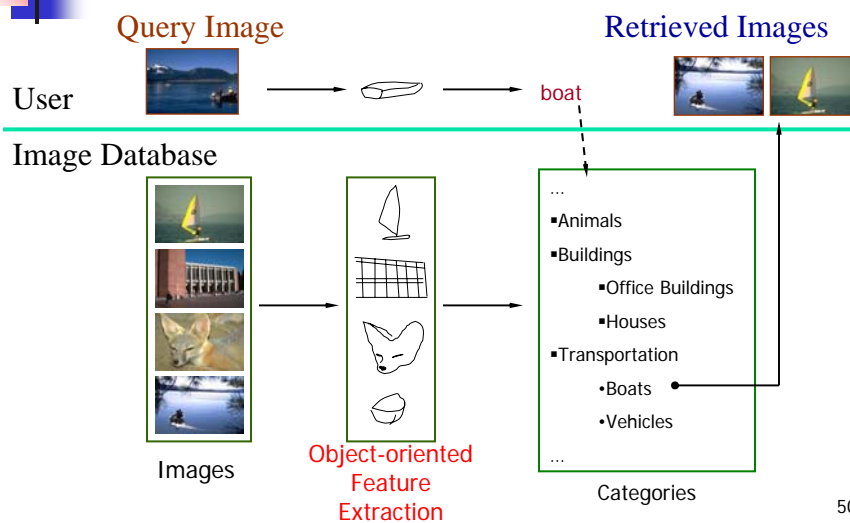 Query Image
Retrieved Images
User
boat
Image Database
...
▪Animals
▪Buildings
▪Office Buildings
▪Houses
▪Transportation
•Boats
•Vehicles
...
Images
Object-oriented
Feature
Extraction
Categories
50